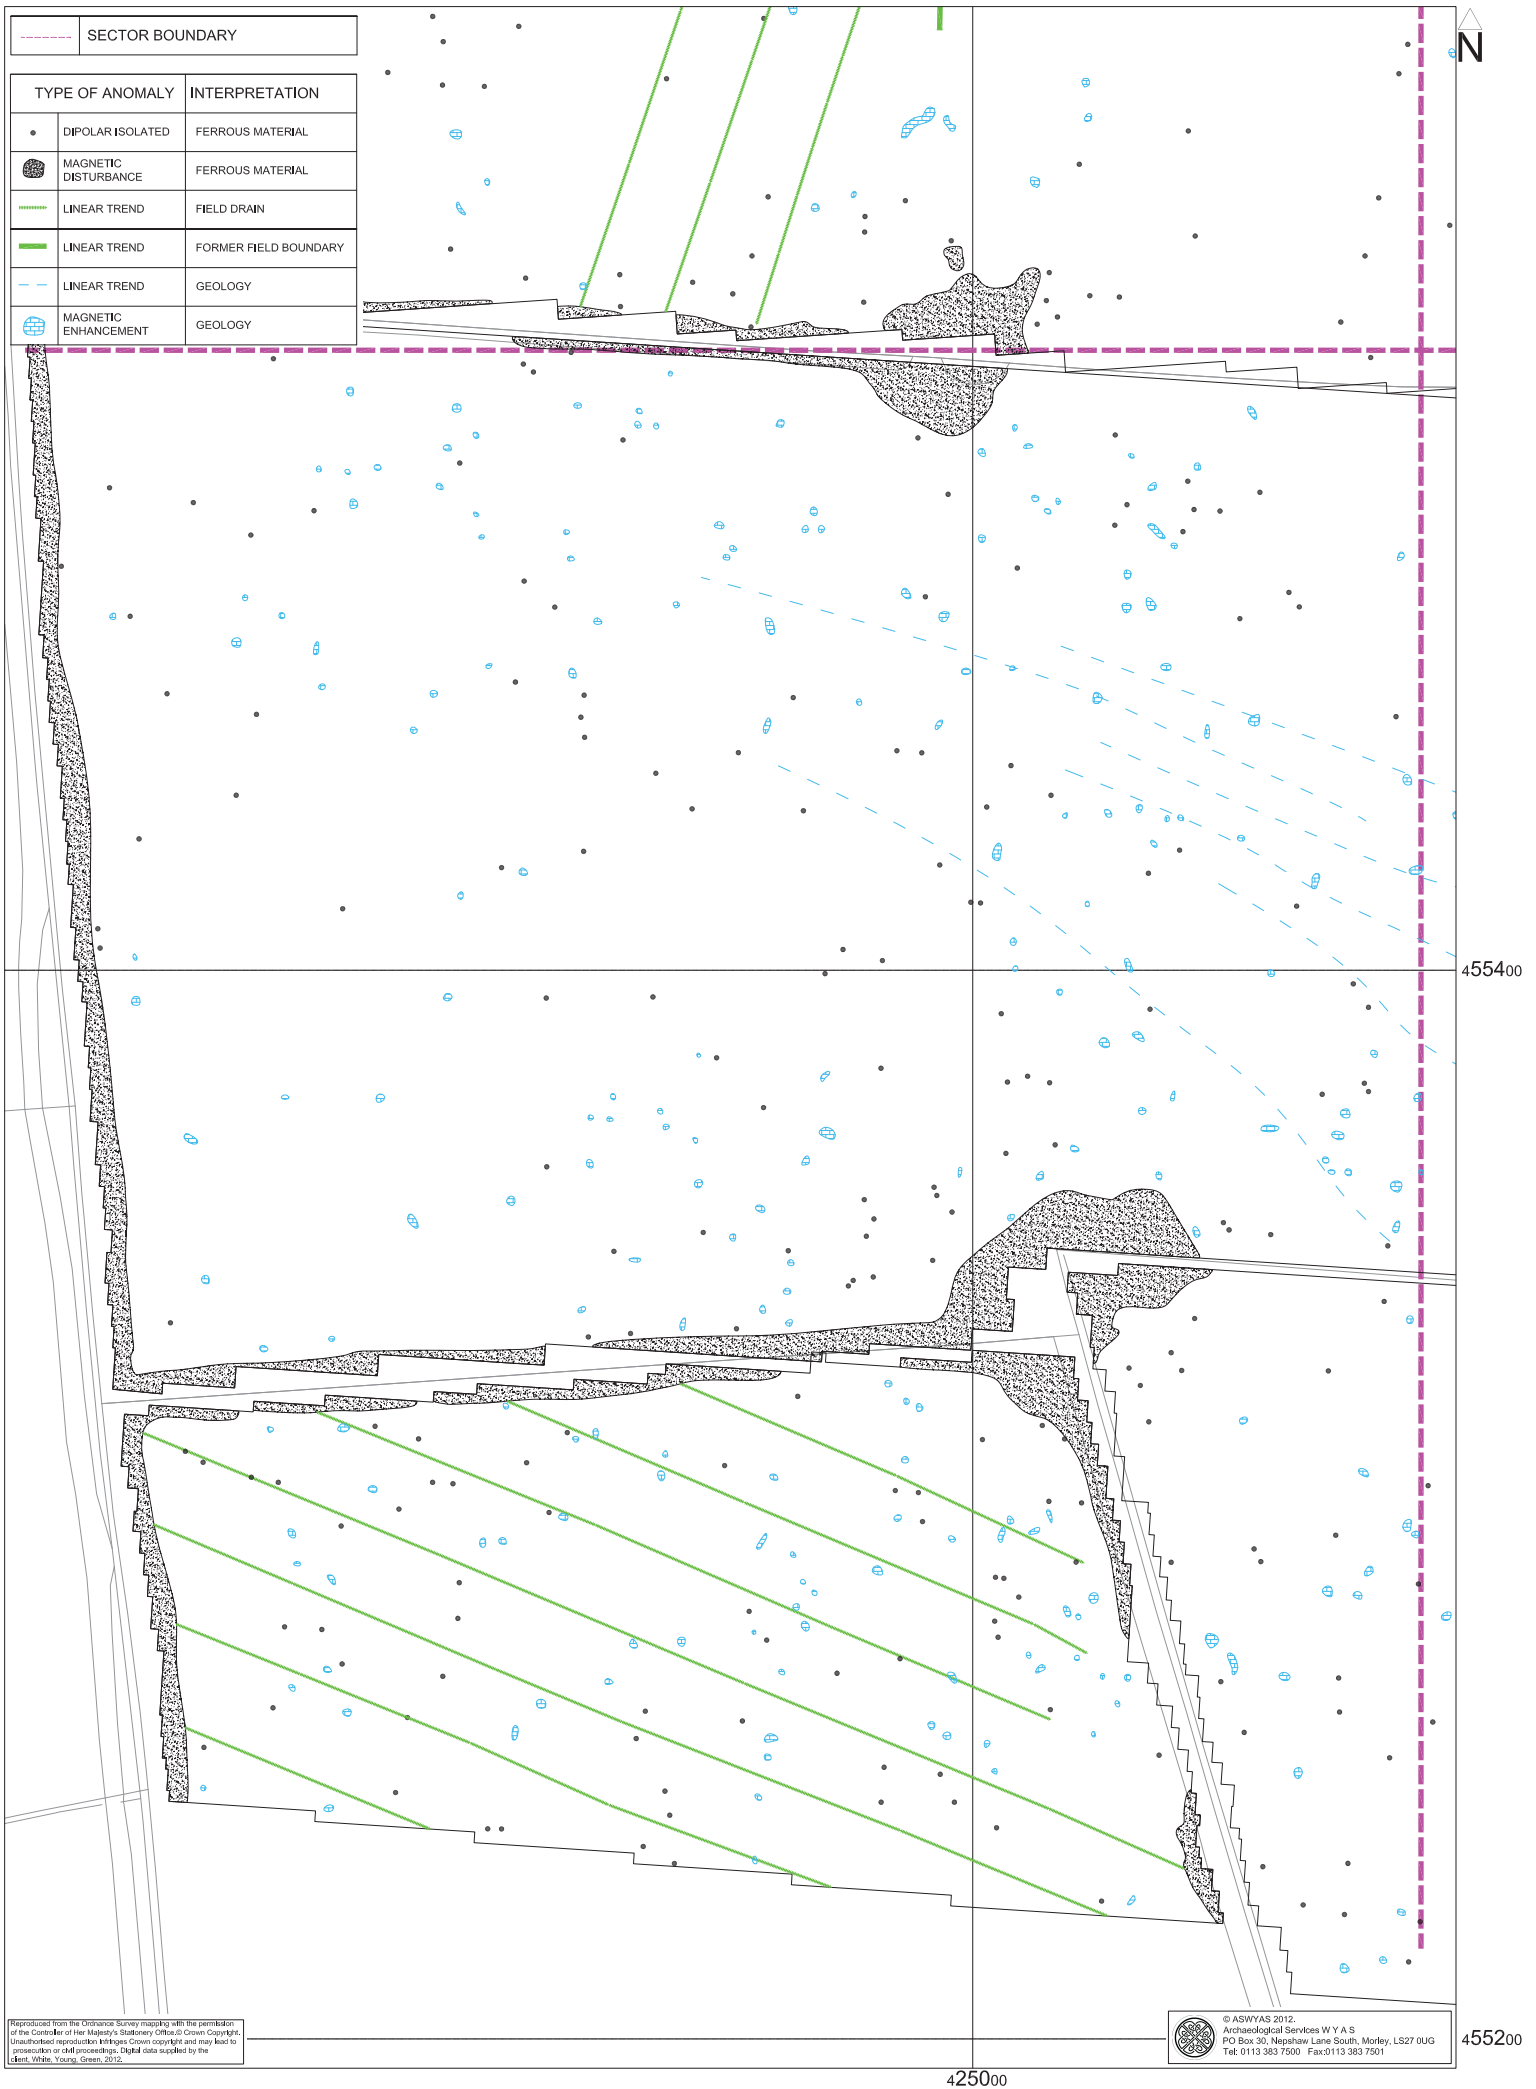 SECTOR BOUNDARY
N
TYPE OF ANOMALY INTERPRETATION
DIPOLAR ISOLATED FERROUS MATERIAL
MAGNETIC
DISTURBANCE FERROUS MATERIAL
LINEAR TREND FIELD DRAIN
LINEAR TREND FORMER FIELD BOUNDARY
LINEAR TREND GEOLOGY
MAGNETIC
ENHANCEMENT GEOLOGY
455400
Reproduced from the Ordnance Survey mapping with the permission
of the Controller of Her Majesty's Stationery Office.© Crown Copyright.
Unauthorised reproduction infringes Crown copyright and may lead to
prosecution or civil proceedings. Digital data supplied by the
client, White, Young, Green, 2012.
© ASWYAS 2012.
Archaeological Services W Y A S
PO Box 30, Nepshaw Lane South, Morley, LS27 0UG
Tel: 0113 383 7500 Fax:0113 383 7501
455200
425000